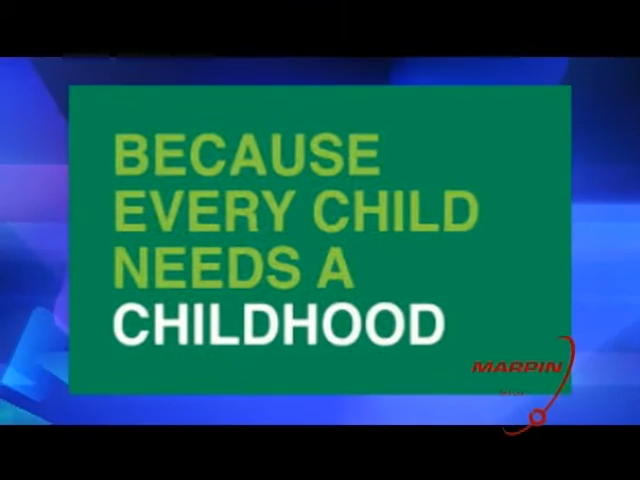 BECAUSE
EVERY CHILD
NEEDS A
CHILDHOOD
MARPIN